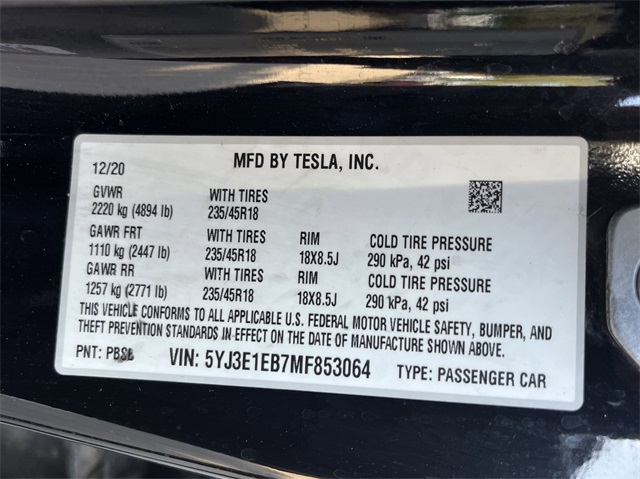 12/20 MFD BY TESLA, INC.
GVWR WITH TIRES
2220 kg (4894 lb) 235/45R18
GAWR FRT WITH TIRES RIM COLD TIRE PRESSURE
1110 kg (2447 lb) 235/45R18 18X8.5J 290 kPa, 42 psi
GAWR RR WITH TIRES RIM COLD TIRE PRESSURE
1257 kg (2771 lb) 235/45R18 18X8.5J 290 kPa, 42 psi
THIS VEHICLE CONFORMS TO ALL APPLICABLE U.S. FEDERAL MOTOR VEHICLE SAFETY, BUMPER, AND
THEFT PREVENTION STANDARDS IN EFFECT ON THE DATE OF MANUFACTURE SHOWN ABOVE.
PNT: PBSB VIN: 5YJ3E1EB7MF853064 TYPE: PASSENGER CAR